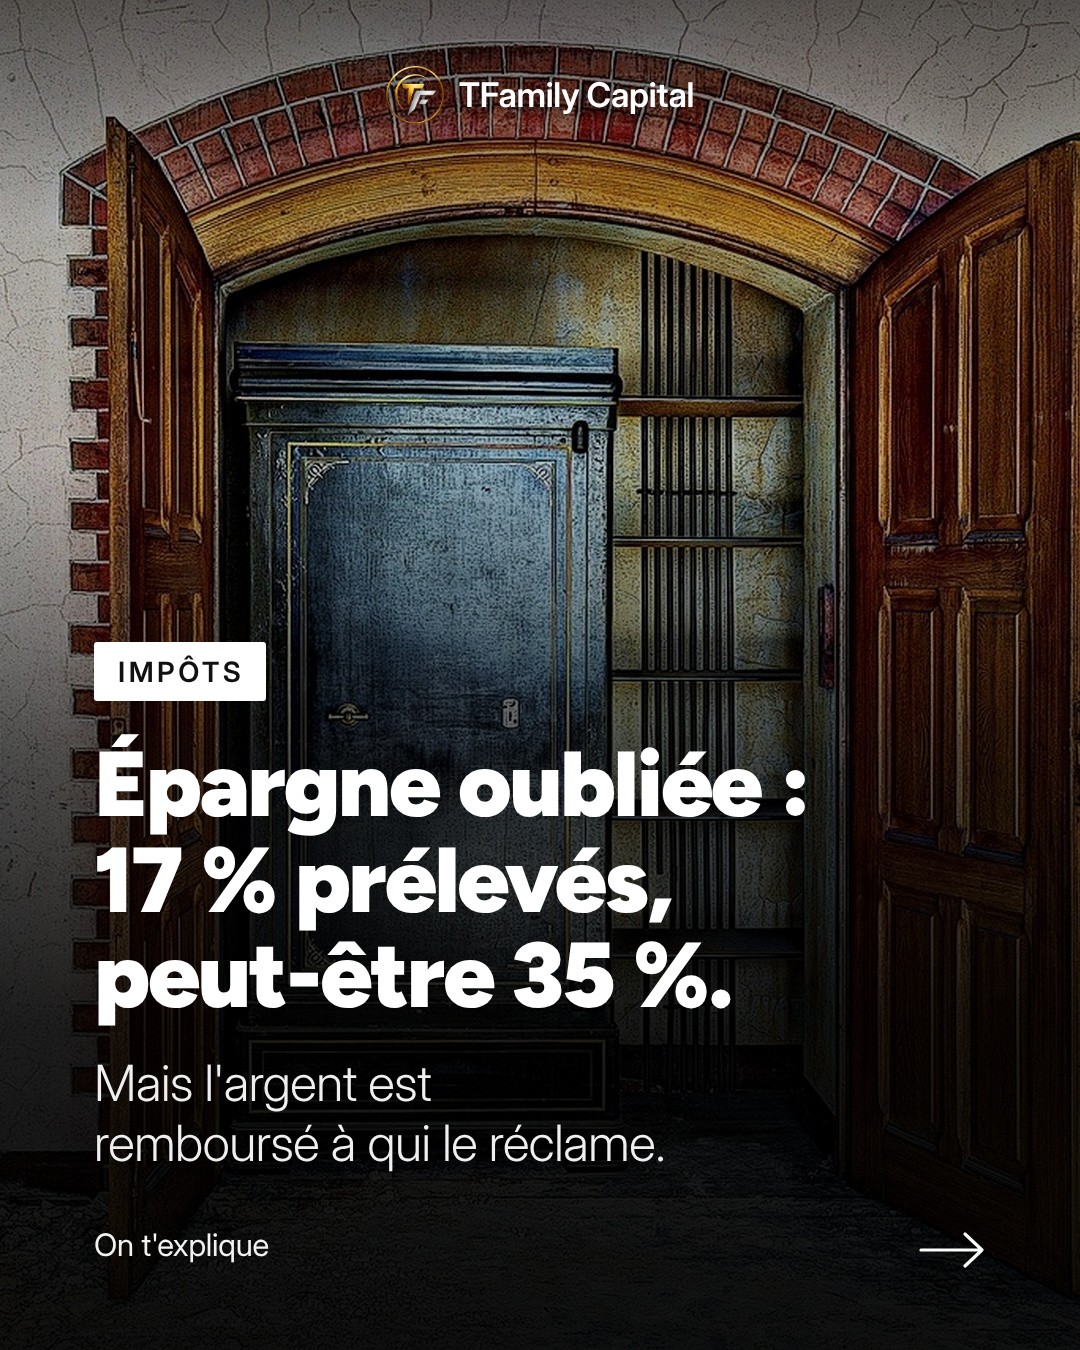 TFamily Capital
IMPÔTS
Épargne oubliée :
17 % prélevés,
peut-être 35 %.
Mais l'argent est
remboursé à qui le réclame.
On t'explique